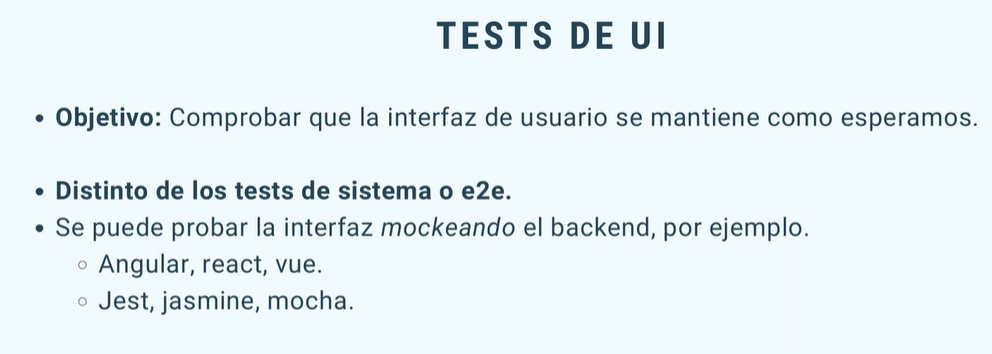 TESTS DE UI
• Objetivo: Comprobar que la interfaz de usuario se mantiene como esperamos.
• Distinto de los tests de sistema o e2e.
• Se puede probar la interfaz mockeando el backend, por ejemplo.
◦ Angular, react, vue.
◦ Jest, jasmine, mocha.